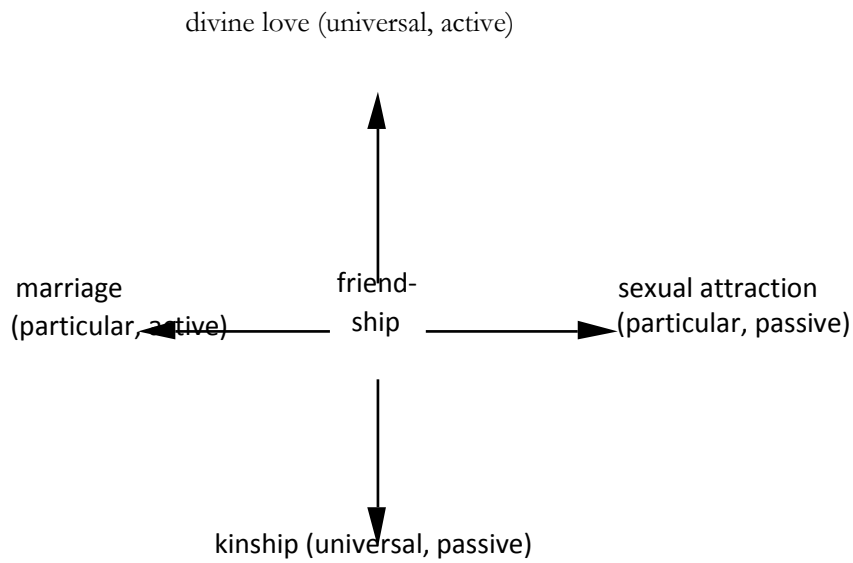 divine love (universal, active)
marriage
(particular, active)
friend-
ship
sexual attraction
(particular, passive)
kinship (universal, passive)